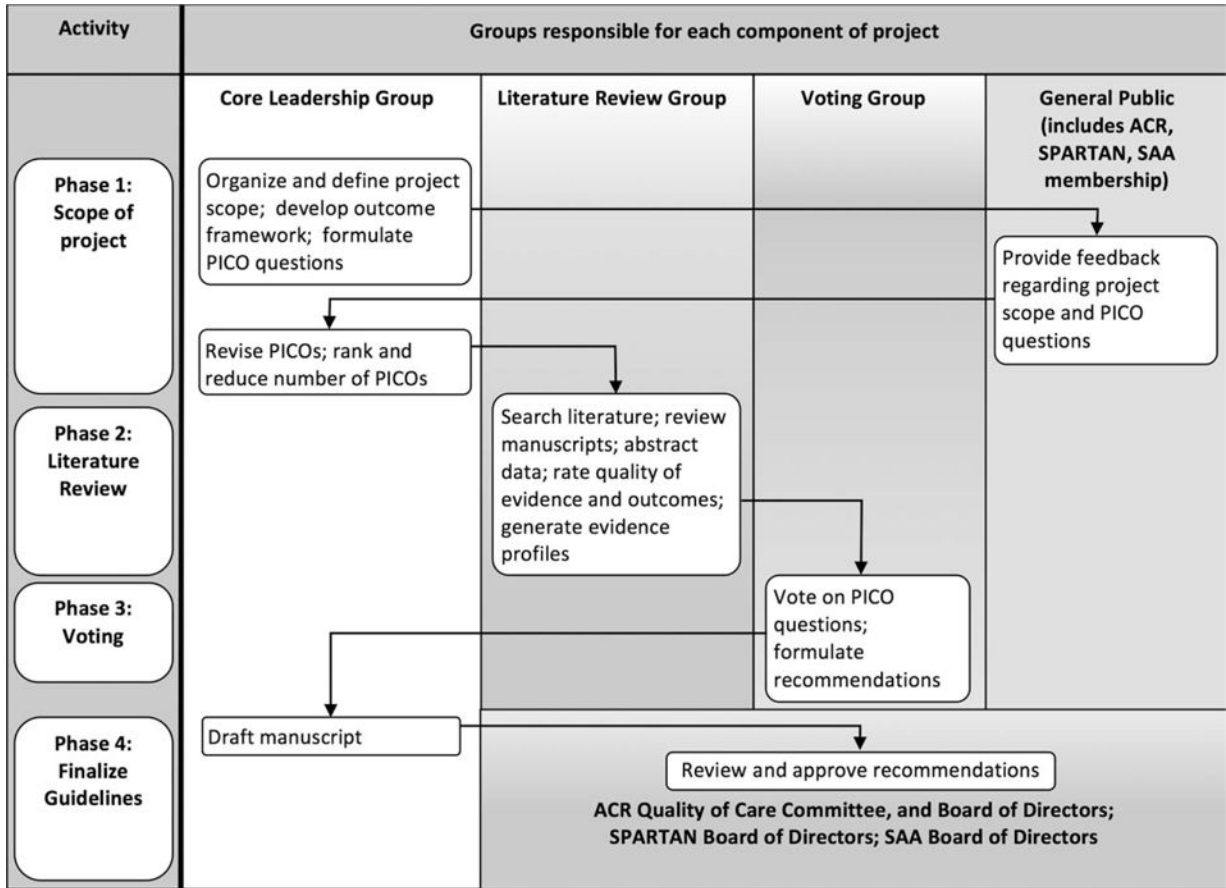 Activity
Groups responsible for each component of project
Core Leadership Group
Literature Review Group
Voting Group
General Public
(includes ACR,
SPARTAN, SAA
membership)
Phase 1:
Scope of
project
Organize and define project
scope; develop outcome
framework; formulate
PICO questions
Provide feedback
regarding project
scope and PICO
questions
Revise PICOs; rank and
reduce number of PICOs
Phase 2:
Literature
Review
Search literature; review
manuscripts; abstract
data; rate quality of
evidence and outcomes;
generate evidence
profiles
Phase 3:
Voting
Vote on PICO
questions;
formulate
recommendations
Phase 4:
Finalize
Guidelines
Draft manuscript
Review and approve recommendations
ACR Quality of Care Committee, and Board of Directors;
SPARTAN Board of Directors; SAA Board of Directors